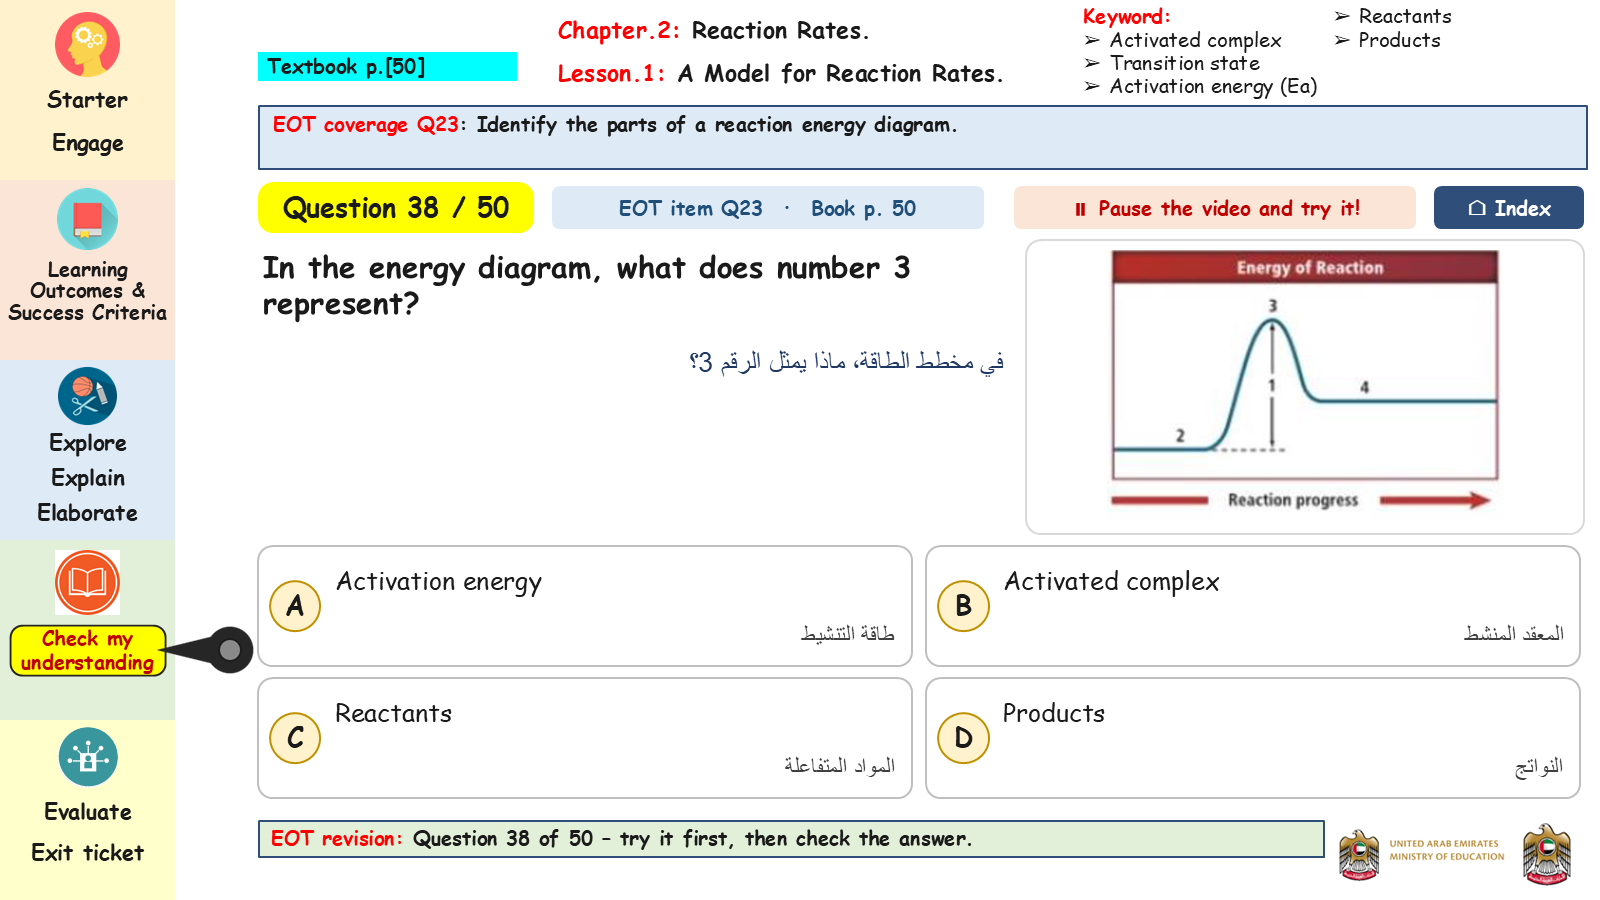 Starter
Engage
Learning
Outcomes &
Success Criteria
Explore
Explain
Elaborate
Check my
understanding
Evaluate
Exit ticket
Textbook p.[50]
Chapter.2: Reaction Rates.
Lesson.1: A Model for Reaction Rates.
Keyword:
➢ Activated complex
➢ Transition state
➢ Activation energy (Ea)
➢ Reactants
➢ Products
EOT coverage Q23: Identify the parts of a reaction energy diagram.
Question 38 / 50
EOT item Q23 · Book p. 50
⏸ Pause the video and try it!
⌂ Index
In the energy diagram, what does number 3
represent?
في مخطط الطاقة، ماذا يمثل الرقم 3؟
Energy of Reaction
3
1
4
2
Reaction progress
A
Activation energy
طاقة التنشيط
B
Activated complex
المعقد المنشط
C
Reactants
المواد المتفاعلة
D
Products
النواتج
EOT revision: Question 38 of 50 – try it first, then check the answer.
UNITED ARAB EMIRATES
MINISTRY OF EDUCATION